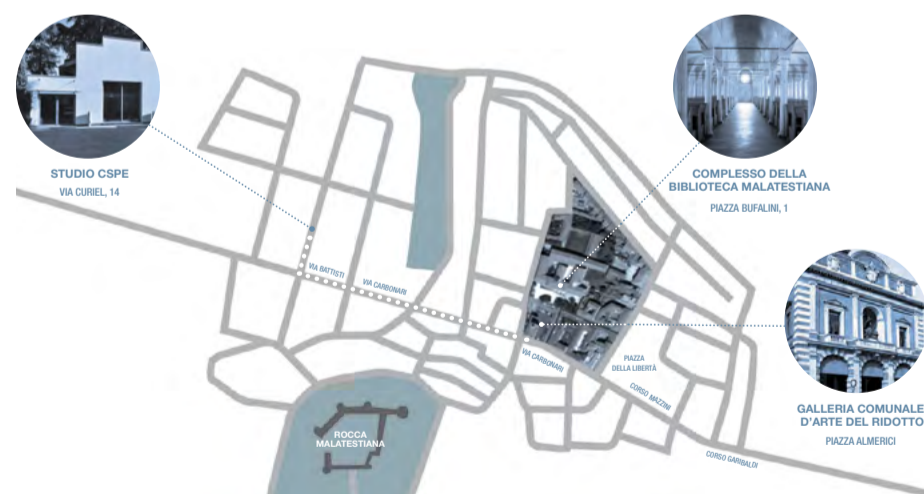 STUDIO CSPE
VIA CURIEL, 14
COMPLESSO DELLA
BIBLIOTECA MALATESTIANA
PIAZZA BUFALINI, 1
VIA BATTISTI
VIA CARBONARI
VIA CARBONARI
PIAZZA
DELLA LIBERTÀ
CORSO MAZZINI
GALLERIA COMUNALE
D'ARTE DEL RIDOTTO
PIAZZA ALMERICI
ROCCA
MALATESTIANA
CORSO GARIBALDI